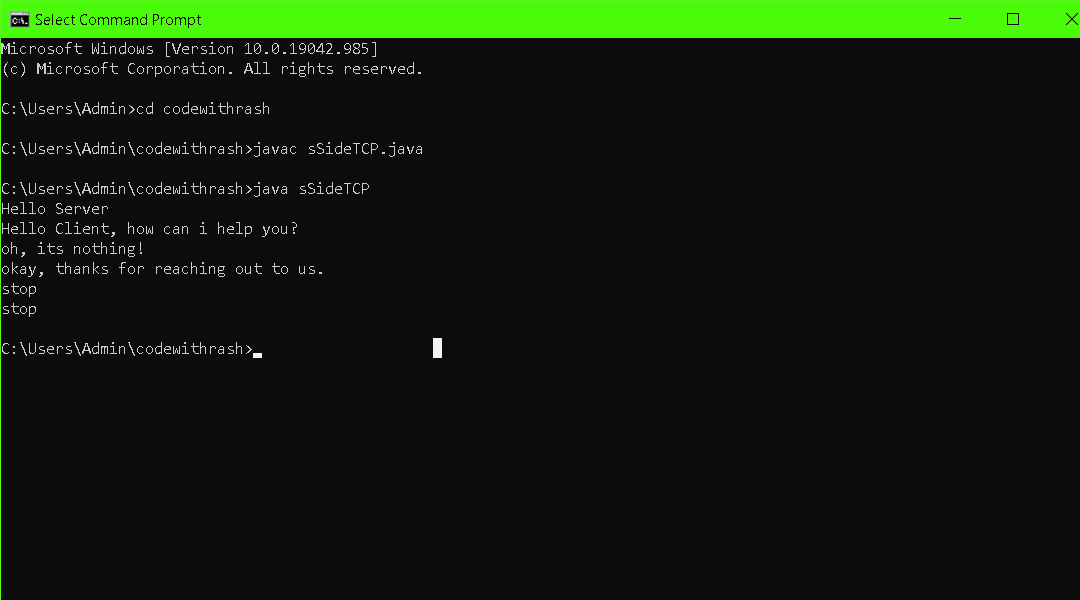 Select Command Prompt
Microsoft Windows [Version 10.0.19042.985]
(c) Microsoft Corporation. All rights reserved.
C:\Users\Admin>cd codewithrash
C:\Users\Admin\codewithrash>javac sSideTCP.java
C:\Users\Admin\codewithrash>java sSideTCP
Hello Server
Hello Client, how can i help you?
oh, its nothing!
okay, thanks for reaching out to us.
stop
stop
C:\Users\Admin\codewithrash>